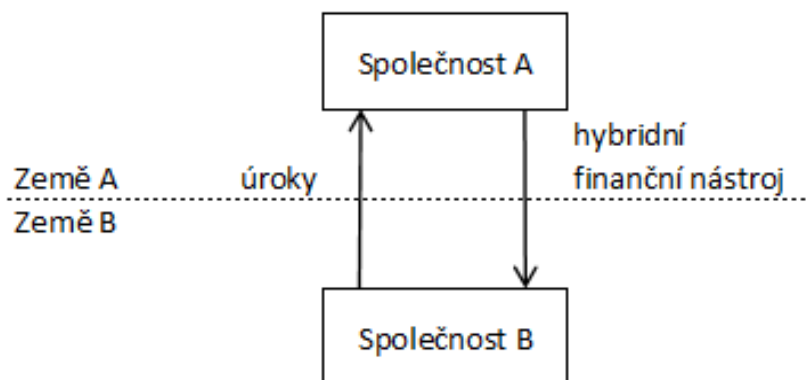 Společnost A
hybridní
Země A úroky finanční nástroj
Země B
Společnost B